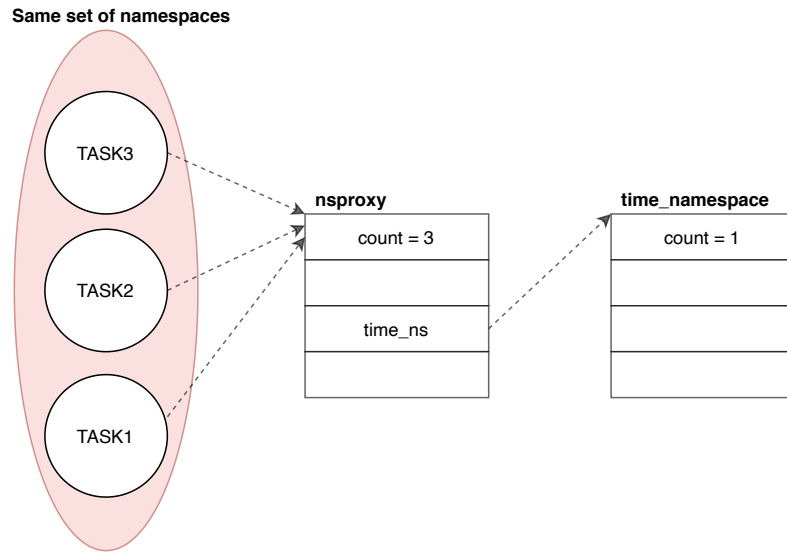 Same set of namespaces
TASK3
TASK2
TASK1
nsproxy
count = 3
time_ns
time_namespace
count = 1